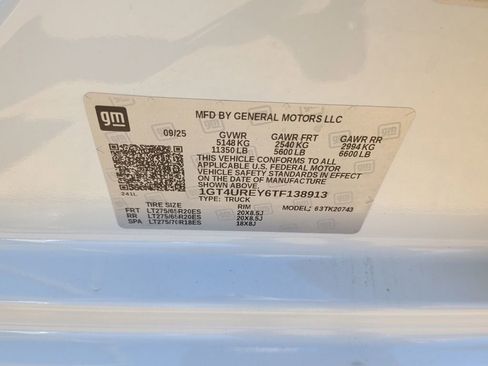 gm
MFD BY GENERAL MOTORS LLC
09/25 GVWR GAWR FRT GAWR RR
5148 KG 2540 KG 2994 KG
11350 LB 5600 LB 6600 LB
THIS VEHICLE CONFORMS TO ALL
APPLICABLE U.S. FEDERAL MOTOR
VEHICLE SAFETY STANDARDS IN EFFECT
ON THE DATE OF MANUFACTURE
SHOWN ABOVE.
241L
1GT4UREY6TF138913
TYPE: TRUCK
TIRE SIZE RIM MODEL: 63TK20743
FRT LT275/65R20ES 20X8.5J
RR LT275/65R20ES 20X8.5J
SPA LT275/70R18ES 18X8J